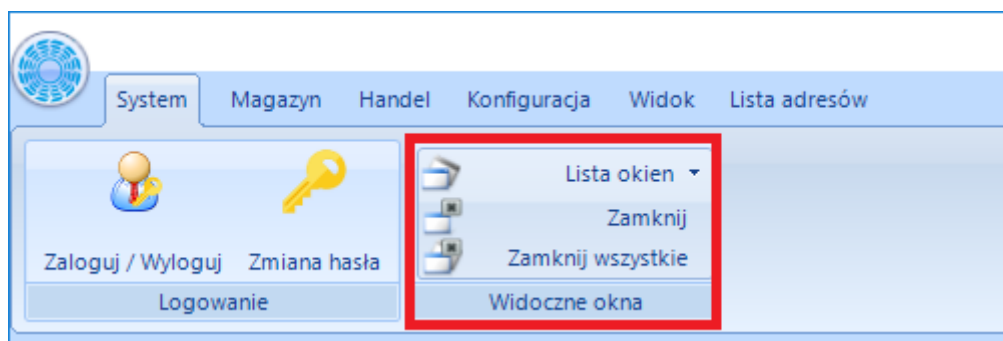 System Magazyn Handel Konfiguracja Widok Lista adresów
Lista okien
Zamknij
Zaloguj / Wyloguj Zmiana hasła Zamknij wszystkie
Logowanie Widoczne okna